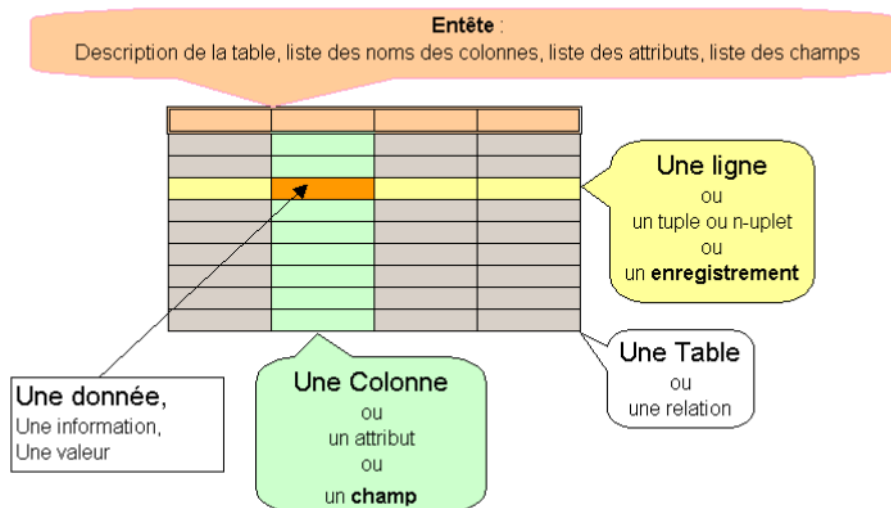 Entête :
Description de la table, liste des noms des colonnes, liste des attributs, liste des champs
Une ligne
ou
un tuple ou n-uplet
ou
un enregistrement
Une Table
ou
une relation
Une Colonne
ou
un attribut
ou
un champ
Une donnée,
Une information,
Une valeur